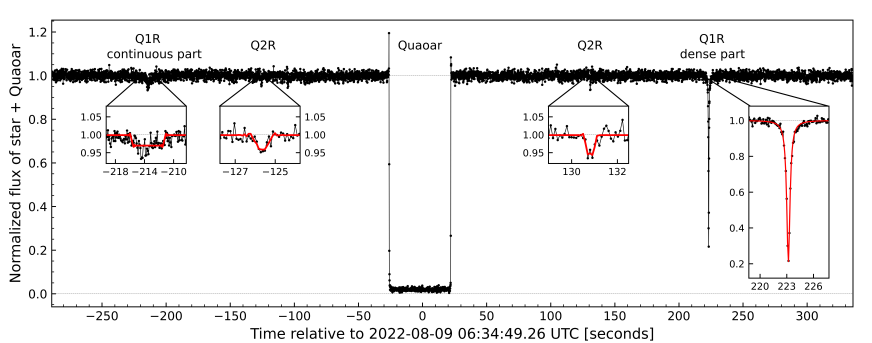 Normalized flux of star + Quaoar
1.2
1.0
0.8
0.6
0.4
0.2
0.0
Q1R
continuous part
Q2R
Quaoar
Q2R
Q1R
dense part
1.05
1.00
0.95
−218 −214 −210
1.05
1.00
0.95
−127 −125
1.05
1.00
0.95
130 132
1.0
0.8
0.6
0.4
0.2
220 223 226
−250 −200 −150 −100 −50 0 50 100 150 200 250 300
Time relative to 2022-08-09 06:34:49.26 UTC [seconds]